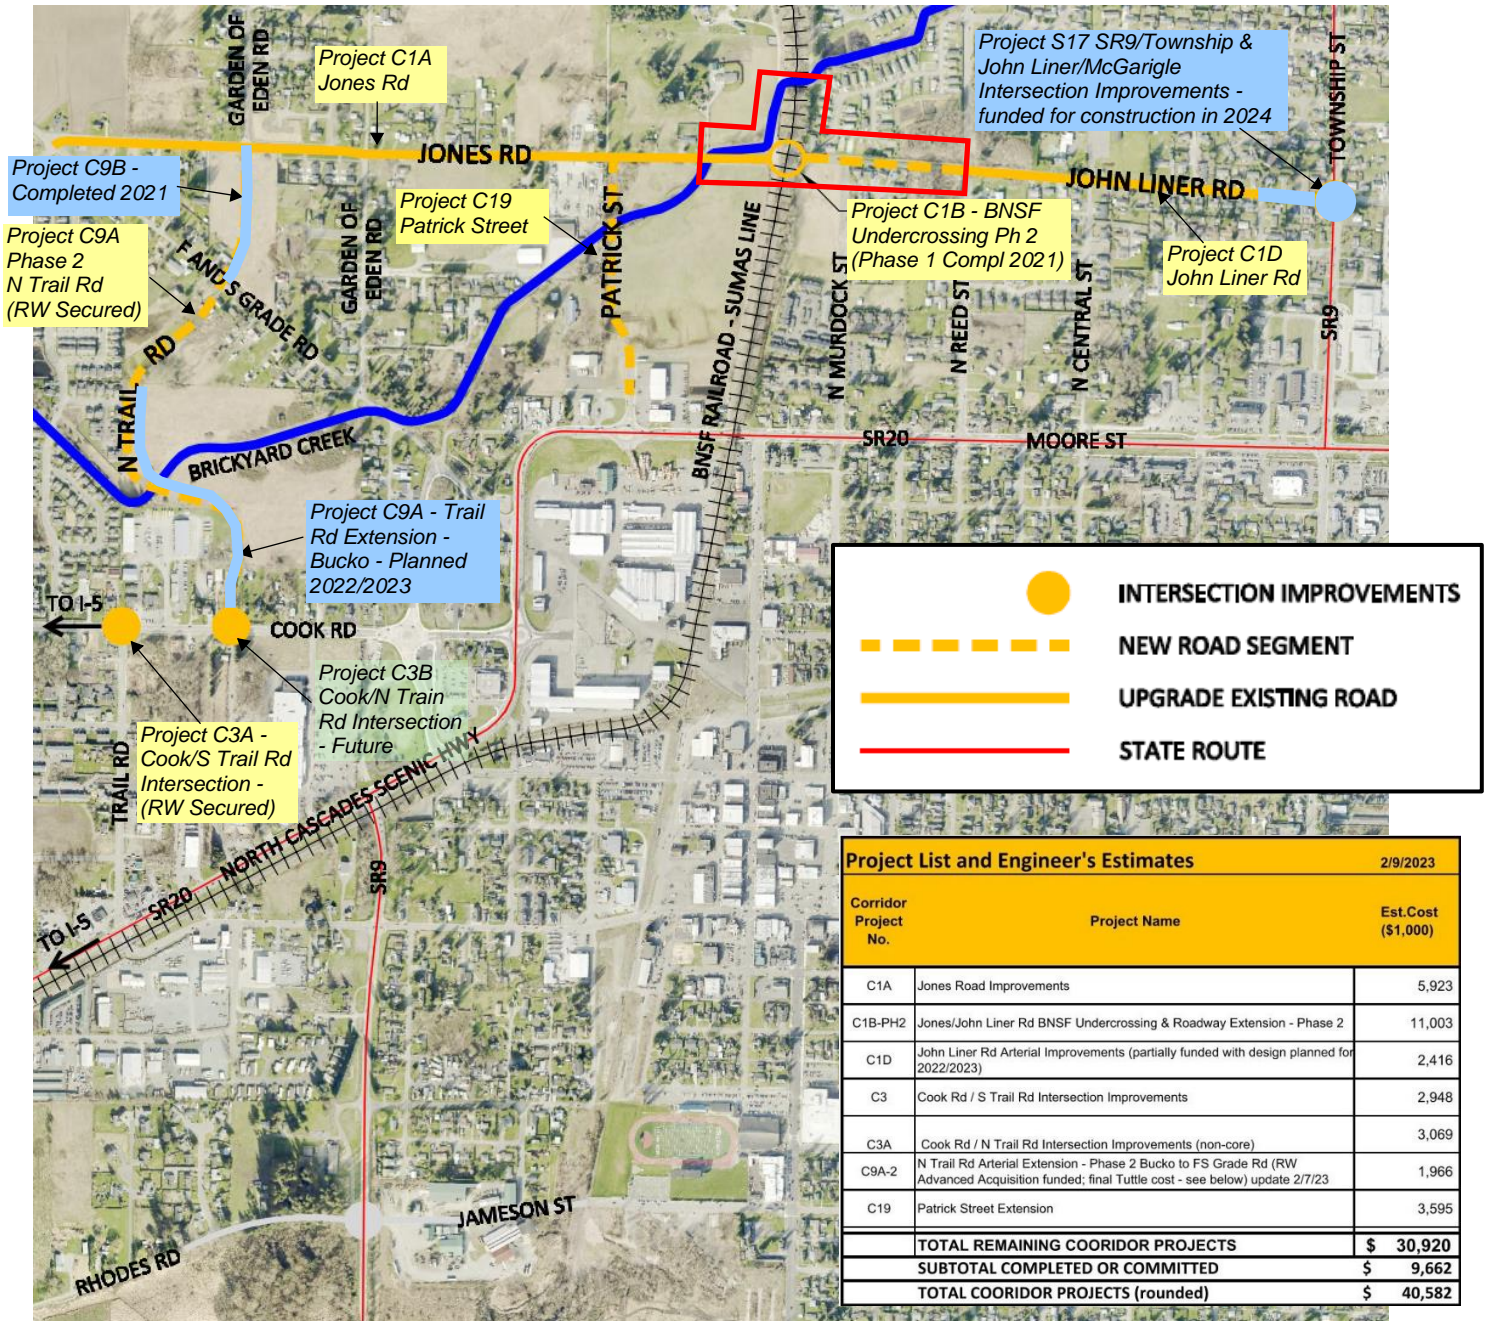 GARDEN OF
EDEN RD
Project C1A
Jones Rd
Project S17 SR9/Township &
John Liner/McGarigle
Intersection Improvements -
funded for construction in 2024
TOWNSHIP ST
JONES RD
Project C9B -
Completed 2021
Project C19
Patrick Street
PATRICK ST
JOHN LINER RD
Project C1B - BNSF
Undercrossing Ph 2
(Phase 1 Compl 2021)
Project C1D
John Liner Rd
Project C9A
Phase 2
N Trail Rd
(RW Secured)
F AND S GRADE RD
GARDEN OF
EDEN RD
BNSF RAILROAD - SUMAS LINE
N MURDOCK ST
N REED ST
N CENTRAL ST
SR9
N TRAIL RD
BRICKYARD CREEK
SR20
MOORE ST
Project C9A - Trail
Rd Extension -
Bucko - Planned
2022/2023
TO I-5
COOK RD
Project C3B
Cook/N Train
Rd Intersection
- Future
Project C3A -
Cook/S Trail Rd
Intersection -
(RW Secured)
TRAIL RD
INTERSECTION IMPROVEMENTS
NEW ROAD SEGMENT
UPGRADE EXISTING ROAD
STATE ROUTE
NORTH CASCADES SCENIC HWY
SR20
SR9
TO I-5
JAMESON ST
RHODES RD
Project List and Engineer's Estimates 2/9/2023
Corridor
Project
No.
Project Name
Est.Cost
($1,000)
C1A Jones Road Improvements 5,923
C1B-PH2 Jones/John Liner Rd BNSF Undercrossing & Roadway Extension - Phase 2 11,003
C1D John Liner Rd Arterial Improvements (partially funded with design planned for
2022/2023) 2,416
C3 Cook Rd / S Trail Rd Intersection Improvements 2,948
C3A Cook Rd / N Trail Rd Intersection Improvements (non-core) 3,069
C9A-2 N Trail Rd Arterial Extension - Phase 2 Bucko to FS Grade Rd (RW
Advanced Acquisition funded; final Tuttle cost - see below) update 2/7/23 1,966
C19 Patrick Street Extension 3,595
TOTAL REMAINING COORIDOR PROJECTS $ 30,920
SUBTOTAL COMPLETED OR COMMITTED $ 9,662
TOTAL COORIDOR PROJECTS (rounded) $ 40,582